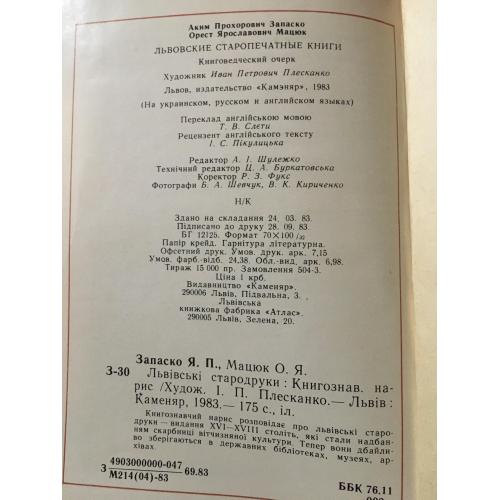 Аким Прохорович Запаско
Орест Ярославович Мацюк
ЛЬВОВСКИЕ СТАРОПЕЧАТНЫЕ КНИГИ
Книговедческий очерк
Художник Иван Петрович Плесканко
Львов, издательство «Камэняр», 1983
(На украинском, русском и английском языках)
Переклад англійською мовою
Т. В. Слети
Рецензент англійського тексту
І. С. Пікулицька
Редактор А. І. Шулежко
Технічний редактор Ц. А. Буркатовська
Коректор Р. З. Фукс
Фотографи Б. А. Шевчук, В. К. Кириченко
Н/К
Здано на складання 24. 03. 83.
Підписано до друку 28. 09. 83.
БГ 12125. Формат 70×100 /32
Папір крейд. Гарнітура літературна.
Офсетний друк. Умов. друк. арк. 7,15
Умов. фарб.-відб. 24,38. Обл.-вид. арк. 6,98.
Тираж 15 000 пр. Замовлення 504-3.
Ціна 1 крб.
Видавництво «Каменяр».
290006 Львів, Підвальна, 3.
Львівська
книжкова фабрика «Атлас».
290005 Львів, Зелена, 20.
Запаско Я. П., Мацюк О. Я.
З-30 Львівські стародруки : Книгознав. на-
рис /Худож. І. П. Плесканко.— Львів :
Каменяр, 1983.— 175 с., іл.
Книгознавчий нарис розповідає про львівські старо-
друки — видання XVI—XVIII століть, які стали надбан-
ням скарбниці вітчизняної культури Тепер вони дбайли-
во зберігаються в державних бібліотеках, музеях, ар-
хівах.
З 4903000000-047 69.83
М214(04)-83
ББК 76.11